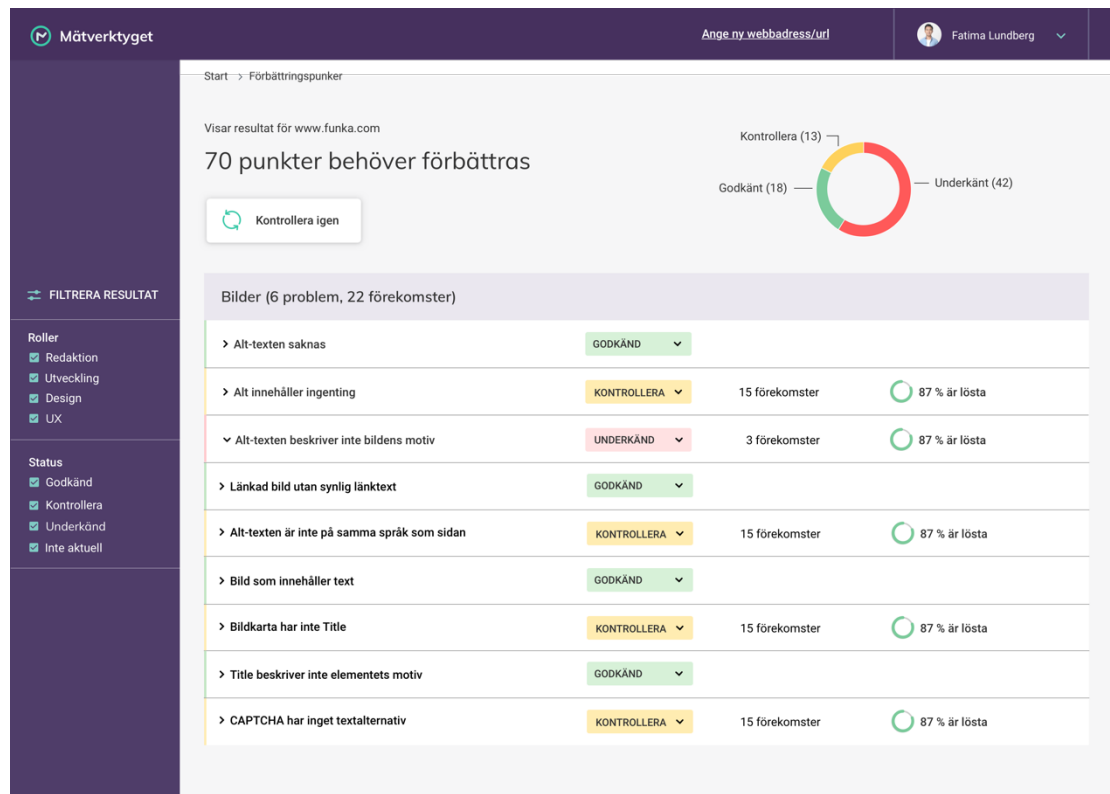 Mätverktyget
Ange ny webbadress/url
Fatima Lundberg
Start > Förbättringspunker
Visar resultat för www.funka.com
70 punkter behöver förbättras
Kontrollera igen
Kontrollera (13)
Godkänt (18)
Underkänt (42)
FILTRERA RESULTAT
Roller
Redaktion
Utveckling
Design
UX
Status
Godkänd
Kontrollera
Underkänd
Inte aktuell
Bilder (6 problem, 22 förekomster)
Alt-texten saknas GODKÄND
Alt innehåller ingenting KONTROLLERA 15 förekomster 87 % är lösta
Alt-texten beskriver inte bildens motiv UNDERKÄND 3 förekomster 87 % är lösta
Länkad bild utan synlig länktext GODKÄND
Alt-texten är inte på samma språk som sidan KONTROLLERA 15 förekomster 87 % är lösta
Bild som innehåller text GODKÄND
Bildkarta har inte Title KONTROLLERA 15 förekomster 87 % är lösta
Title beskriver inte elementets motiv GODKÄND
CAPTCHA har inget textalternativ KONTROLLERA 15 förekomster 87 % är lösta